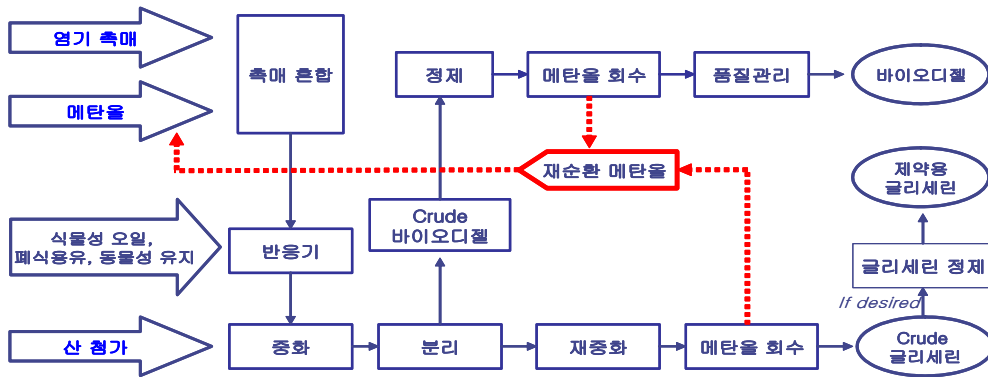 염기 촉매
촉매 혼합
정제
메탄올 회수
품질관리
바이오디젤
메탄올
재순환 메탄올
제약용
글리세린
식물성 오일,
폐식용유, 동물성 유지
반응기
Crude
바이오디젤
글리세린 정제
If desired
산 첨가
중화
분리
재중화
메탄올 회수
Crude
글리세린